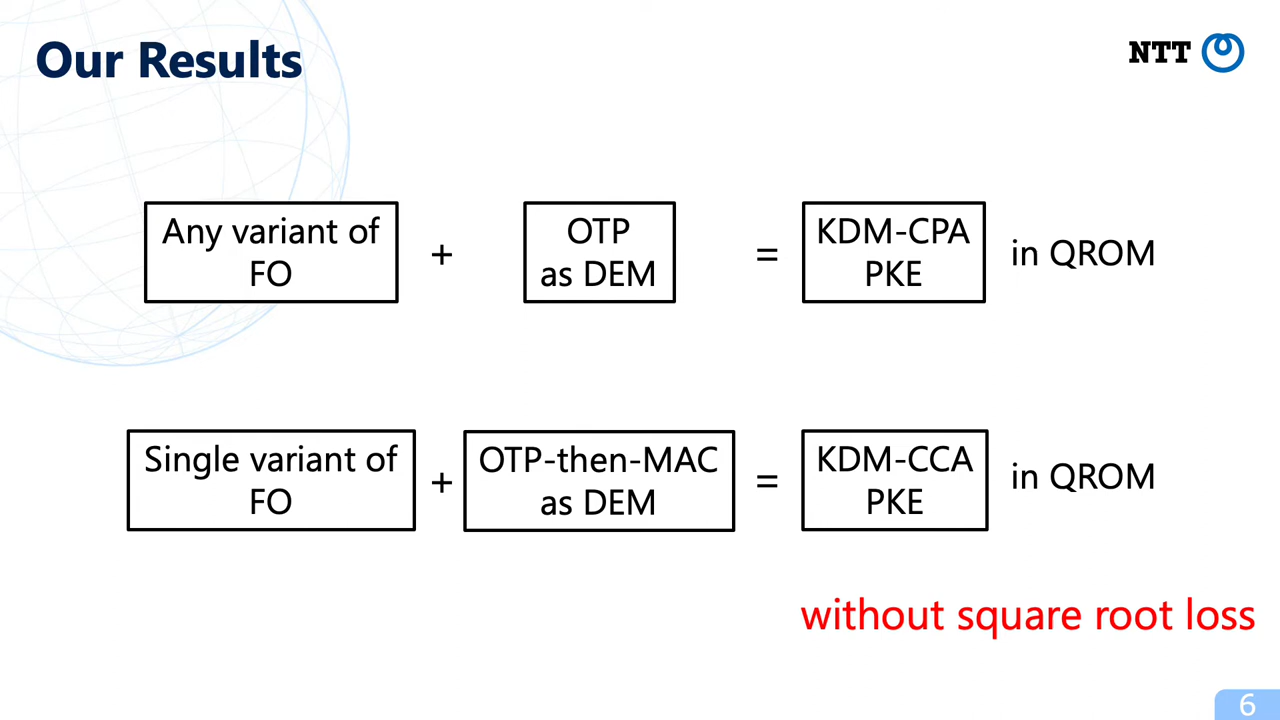 Our Results
NTT
Any variant of
FO
+
OTP
as DEM
=
KDM-CPA
PKE
in QROM
Single variant of
FO
+
OTP-then-MAC
as DEM
=
KDM-CCA
PKE
in QROM
without square root loss
6